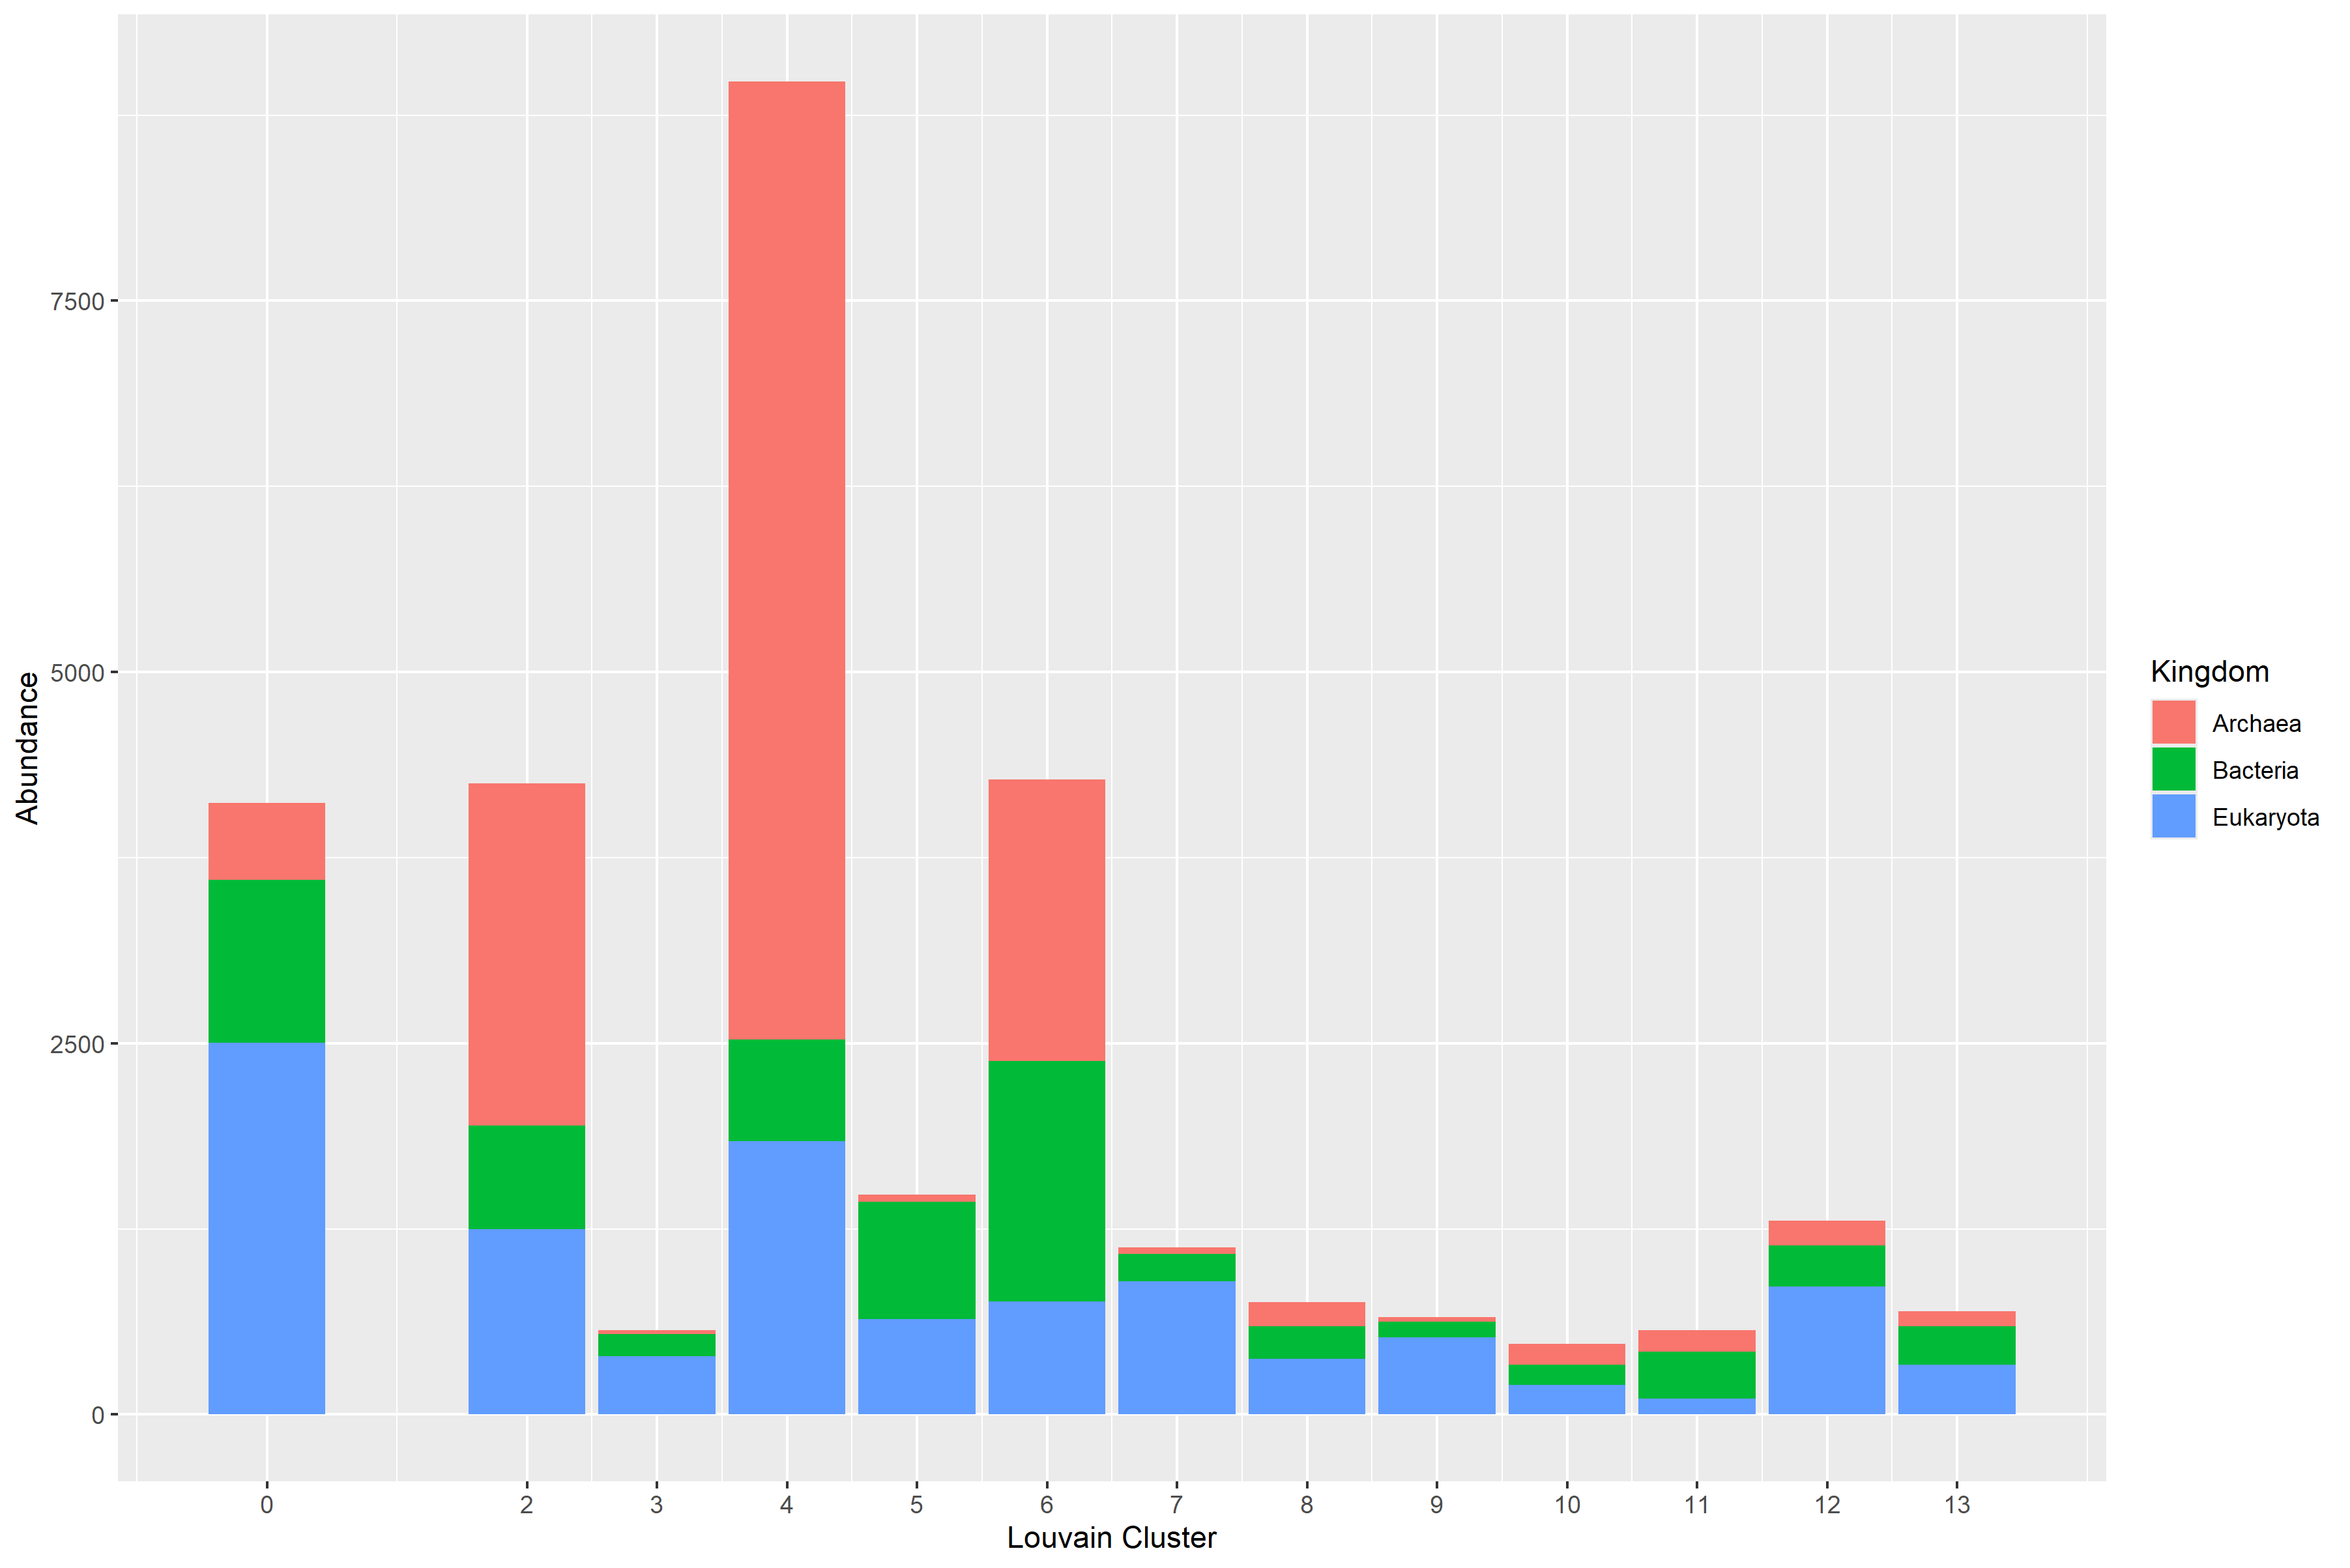 7500
5000
2500
0
Abundance
0 2 3 4 5 6 7 8 9 10 11 12 13
Louvain Cluster
Kingdom
Archaea
Bacteria
Eukaryota